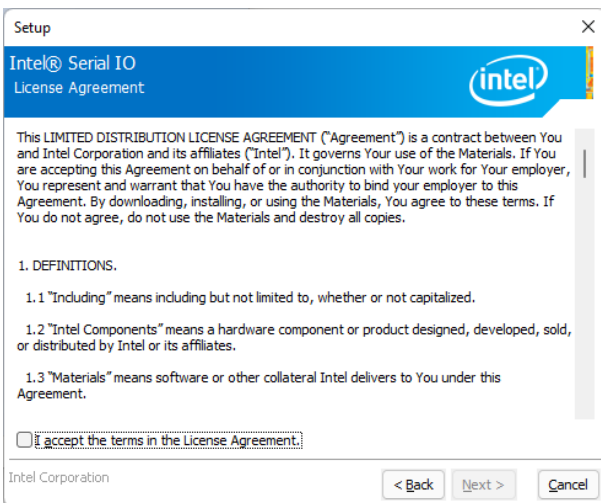 Setup
Intel® Serial IO
License Agreement
intel
This LIMITED DISTRIBUTION LICENSE AGREEMENT (“Agreement”) is a contract between You
and Intel Corporation and its affiliates (“Intel”). It governs Your use of the Materials. If You
are accepting this Agreement on behalf of or in conjunction with Your work for Your employer,
You represent and warrant that You have the authority to bind your employer to this
Agreement. By downloading, installing, or using the Materials, You agree to these terms. If
You do not agree, do not use the Materials and destroy all copies.
1. DEFINITIONS.
1.1 “Including” means including but not limited to, whether or not capitalized.
1.2 “Intel Components” means a hardware component or product designed, developed, sold,
or distributed by Intel or its affiliates.
1.3 “Materials” means software or other collateral Intel delivers to You under this
Agreement.
I accept the terms in the License Agreement.
Intel Corporation
< Back Next > Cancel